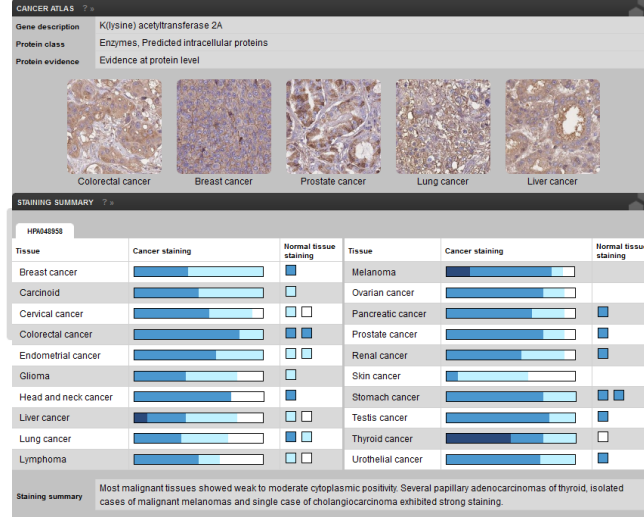 CANCER ATLAS ? »
Gene description K(lysine) acetyltransferase 2A
Protein class Enzymes, Predicted intracellular proteins
Protein evidence Evidence at protein level
Colorectal cancer Breast cancer Prostate cancer Lung cancer Liver cancer
STAINING SUMMARY ? »
HPA048958
Tissue Cancer staining Normal tissue staining Tissue Cancer staining Normal tissue staining
Breast cancer Melanoma
Carcinoid Ovarian cancer
Cervical cancer Pancreatic cancer
Colorectal cancer Prostate cancer
Endometrial cancer Renal cancer
Glioma Skin cancer
Head and neck cancer Stomach cancer
Liver cancer Testis cancer
Lung cancer Thyroid cancer
Lymphoma Urothelial cancer
Staining summary Most malignant tissues showed weak to moderate cytoplasmic positivity. Several papillary adenocarcinomas of thyroid, isolated
cases of malignant melanomas and single case of cholangiocarcinoma exhibited strong staining.